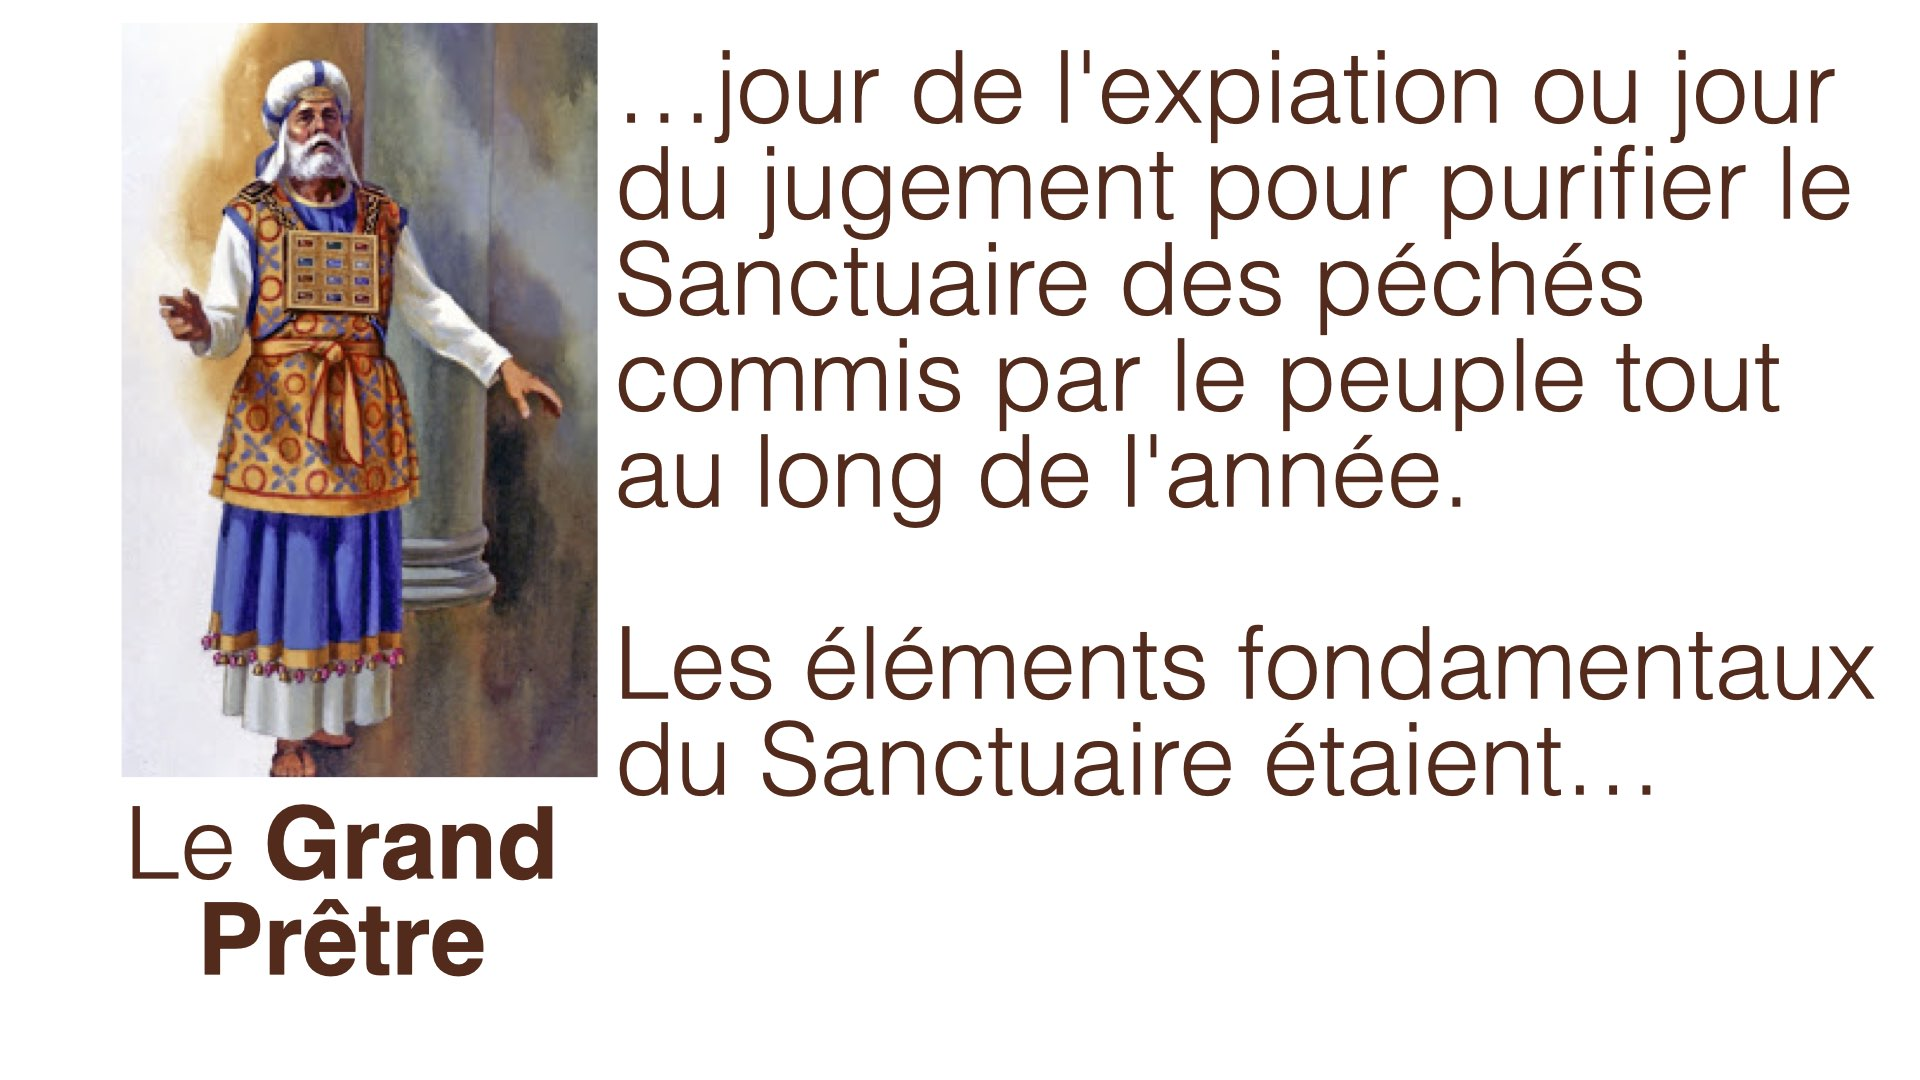 …jour de l'expiation ou jour
du jugement pour purifier le
Sanctuaire des péchés
commis par le peuple tout
au long de l'année.
Les éléments fondamentaux
du Sanctuaire étaient…
Le Grand
Prêtre